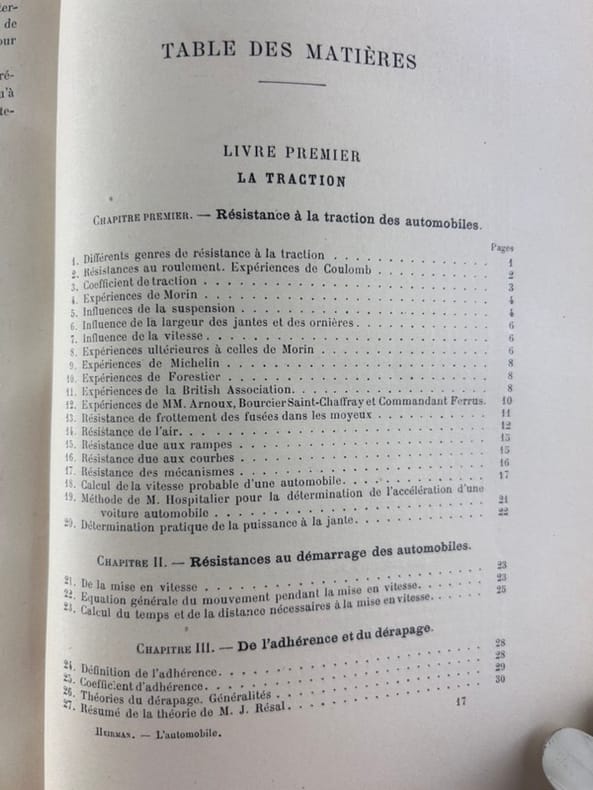 ter-
de
our
ré-
u'à
te-
TABLE DES MATIÈRES
LIVRE PREMIER
LA TRACTION
CHAPITRE PREMIER. — Résistance à la traction des automobiles.
Pages
1. Différents genres de résistance à la traction . . . . . . . . . . 1
2. Résistances au roulement. Expériences de Coulomb . . . . . . . . 2
3. Coefficient de traction . . . . . . . . . . 3
4. Expériences de Morin . . . . . . . . . . 4
5. Influences de la suspension . . . . . . . . . . 4
6. Influence de la largeur des jantes et des ornières . . . . . . . . . . 6
7. Influence de la vitesse . . . . . . . . . . 6
8. Expériences ultérieures à celles de Morin . . . . . . . . . . 6
9. Expériences de Michelin . . . . . . . . . . 8
10. Expériences de Forestier . . . . . . . . . . 8
11. Expériences de la British Association . . . . . . . . . . 8
12. Expériences de MM. Arnoux, Bourcier Saint-Chaffray et Commandant Ferrus. 10
13. Résistance de frottement des fusées dans les moyeux . . . . . . . . 11
14. Résistance de l'air . . . . . . . . . . 12
15. Résistance due aux rampes . . . . . . . . . . 15
16. Résistance due aux courbes . . . . . . . . . . 15
17. Résistance des mécanismes . . . . . . . . . . 16
18. Calcul de la vitesse probable d'une automobile . . . . . . . . . . 17
19. Méthode de M. Hospitalier pour la détermination de l'accélération d'une
voiture automobile . . . . . . . . . . 21
20. Détermination pratique de la puissance à la jante . . . . . . . . . . 22
CHAPITRE II. — Résistances au démarrage des automobiles.
21. De la mise en vitesse . . . . . . . . . . 23
22. Equation générale du mouvement pendant la mise en vitesse . . . . . . 23
23. Calcul du temps et de la distance nécessaires à la mise en vitesse . . . . . 25
CHAPITRE III. — De l'adhérence et du dérapage.
24. Définition de l'adhérence . . . . . . . . . . 28
25. Coefficient d'adhérence . . . . . . . . . . 28
26. Théories du dérapage. Généralités . . . . . . . . . . 29
27. Résumé de la théorie de M. J. Résal . . . . . . . . . . 30
HEIRMAN. — L'automobile. 17